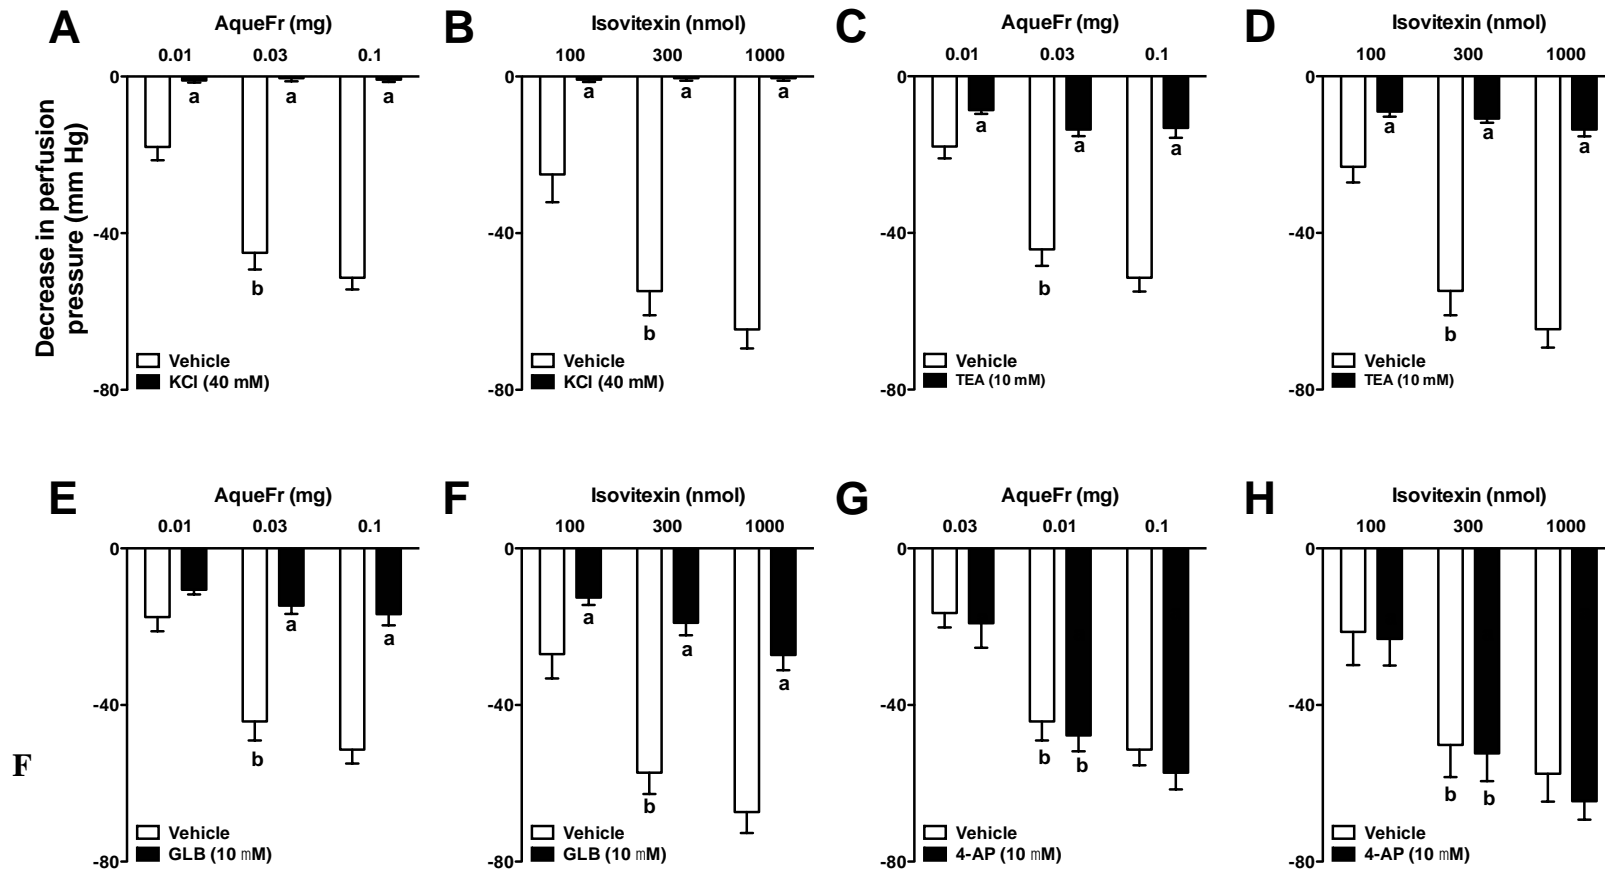 A
AqueFr (mg)
0.01 0.03 0.1
Decrease in perfusion
pressure (mm Hg)
0
-40
-80
a a a
b
Vehicle
KCl (40 mM)
B
Isovitexin (nmol)
100 300 1000
0
-40
-80
a a a
b
Vehicle
KCl (40 mM)
C
AqueFr (mg)
0.01 0.03 0.1
0
-40
-80
a a a
b
Vehicle
TEA (10 mM)
D
Isovitexin (nmol)
100 300 1000
0
-40
-80
a a a
b
Vehicle
TEA (10 mM)
E
AqueFr (mg)
0.01 0.03 0.1
0
-40
-80
a a
b
Vehicle
GLB (10 mM)
F
F
Isovitexin (nmol)
100 300 1000
0
-40
-80
a a a
b
Vehicle
GLB (10 mM)
G
AqueFr (mg)
0.03 0.01 0.1
0
-40
-80
b b
Vehicle
4-AP (10 mM)
H
Isovitexin (nmol)
100 300 1000
0
-40
-80
b b
Vehicle
4-AP (10 mM)